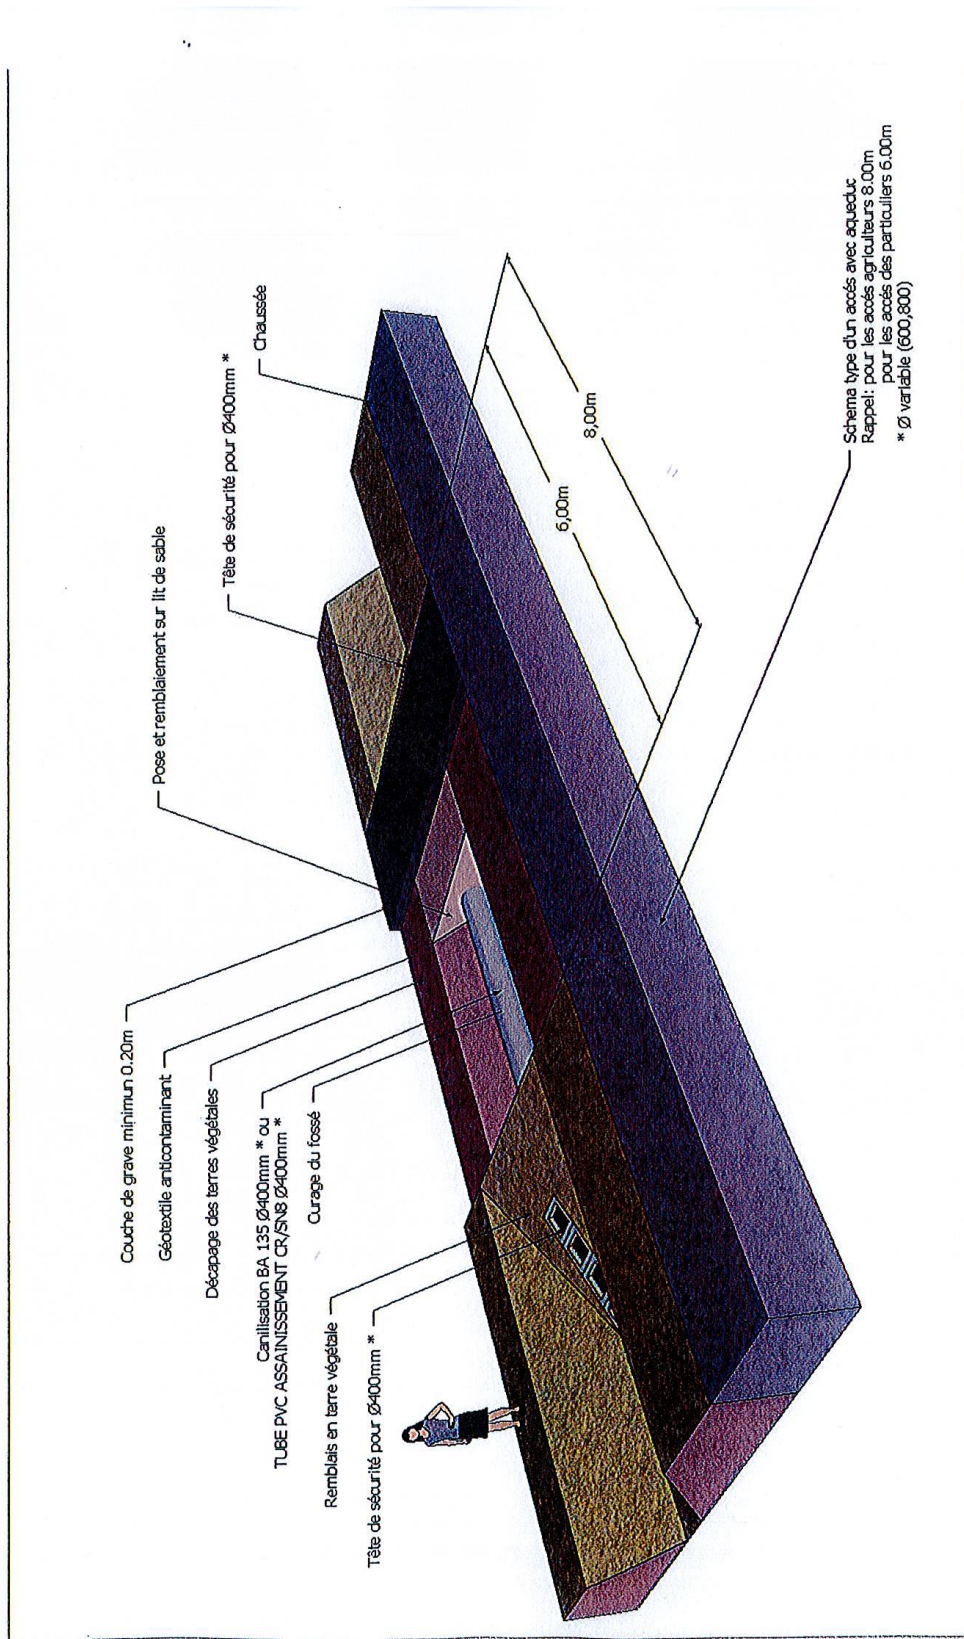 Couche de grave minimun 0.20m
Géotextile anticontaminant
Décapage des terres végétales
Canilisation BA 135 Ø400mm * ou
TUBE PVC ASSAINISSEMENT CR/SN8 Ø400mm *
Curage du fossé
Remblais en terre végétale
Tête de sécurité pour Ø400mm *
Pose et remblaiement sur lit de sable
Tête de sécurité pour Ø400mm *
Chaussée
6,00m
8,00m
Schema type d'un accés avec aqueduc
Rappel: pour les accés agriculteurs 8.00m
pour les accés des particuliers 6.00m
* Ø variable (600,800)